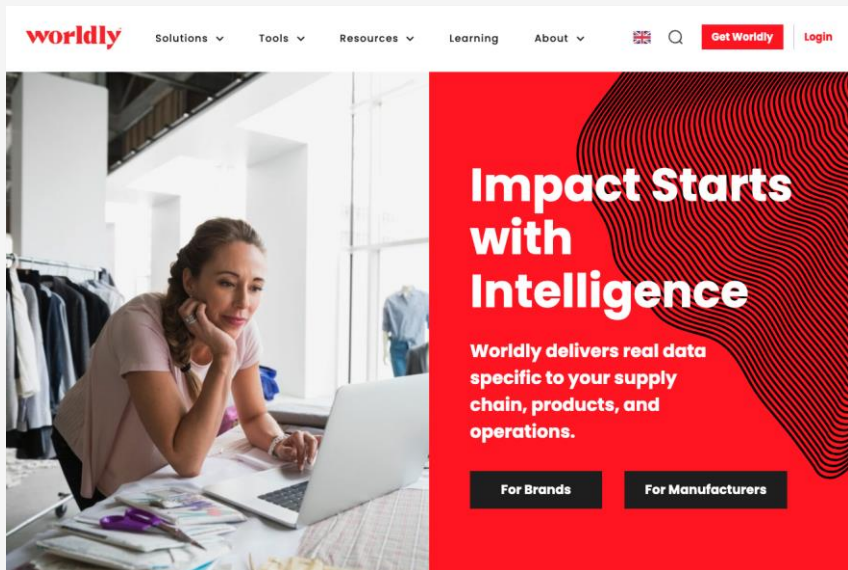 worldly
Solutions
Tools
Resources
Learning
About
Get Worldly
Login
Impact Starts
with
Intelligence
Worldly delivers real data
specific to your supply
chain, products, and
operations.
For Brands
For Manufacturers